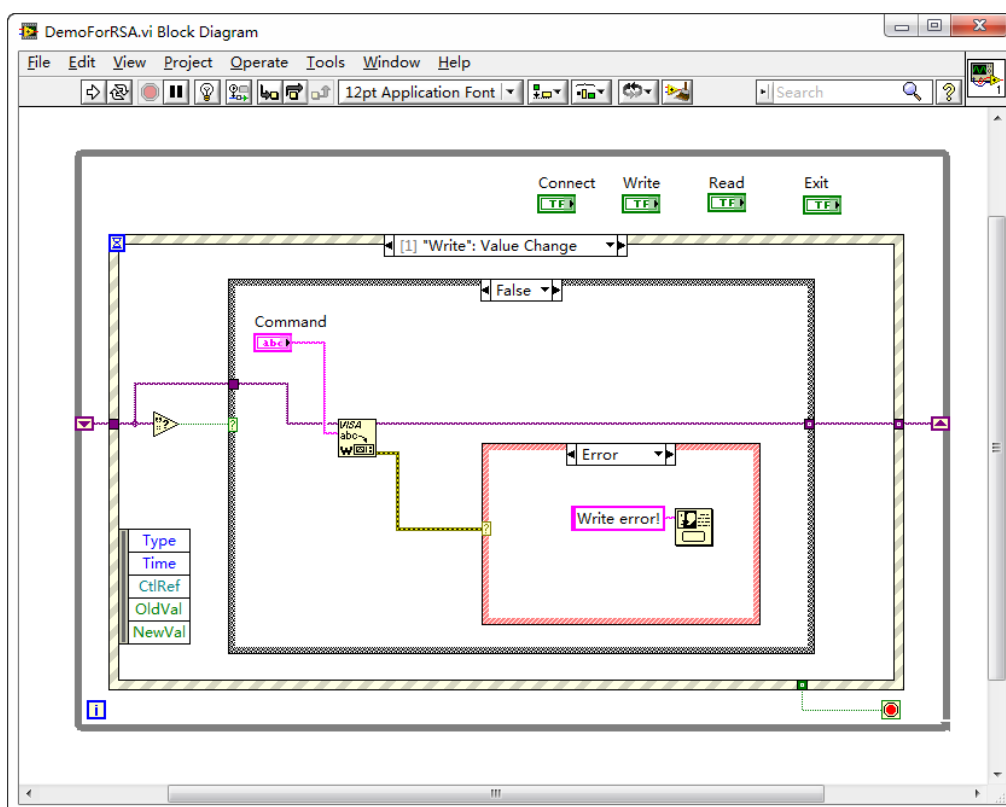 DemoForRSA.vi Block Diagram
File Edit View Project Operate Tools Window Help
12pt Application Font
Search
?
1
Connect Write Read Exit
TF TF TF TF
[1] "Write": Value Change
False
Command
abc
?
?
VISA
abc
W
Error
?
Write error!
Type
Time
CtlRef
OldVal
NewVal
i